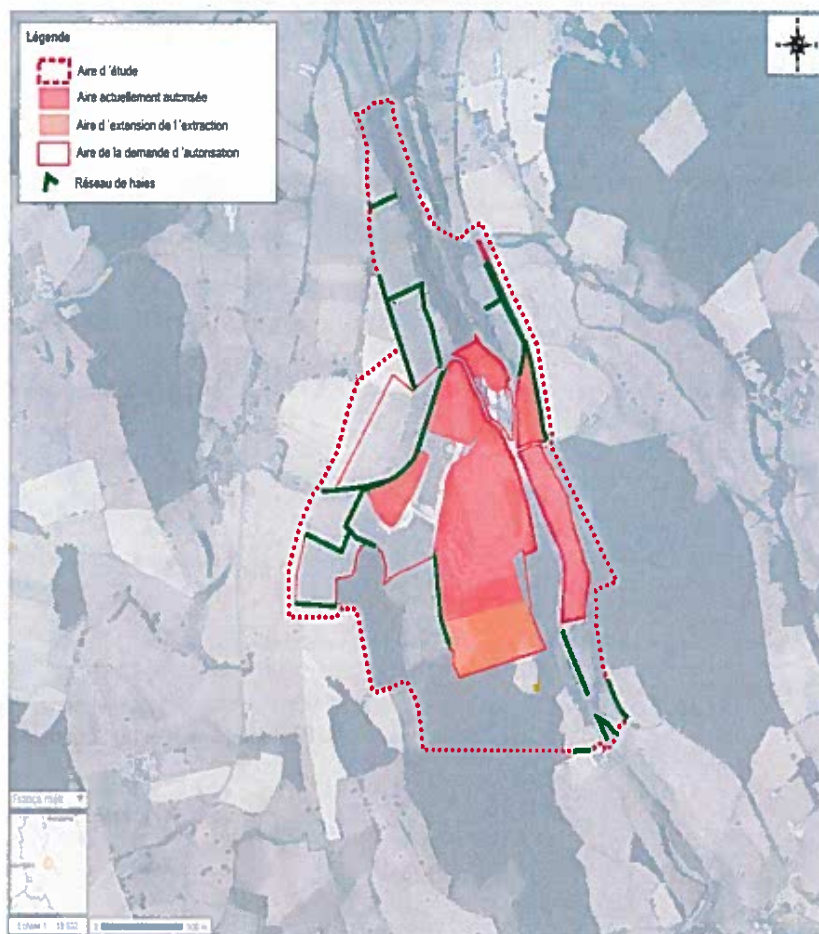 Légende
Aire d 'étude
Aire actuellement autorisée
Aire d 'extension de l 'extraction
Aire de la demande d 'autorisation
Réseau de haies